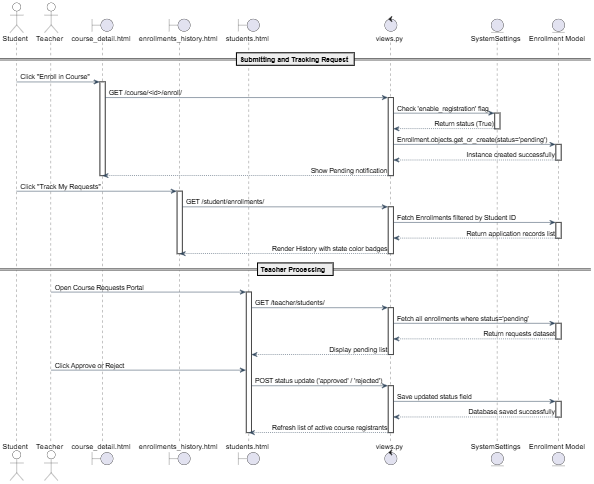 Student Teacher course_detail.html enrollments_history.html students.html views.py SystemSettings Enrollment Model
Submitting and Tracking Request
Click "Enroll in Course"
GET /course/<id>/enroll/
Check 'enable_registration' flag
Return status (True)
Enrollment.objects.get_or_create(status='pending')
Instance created successfully
Show Pending notification
Click "Track My Requests"
GET /student/enrollments/
Fetch Enrollments filtered by Student ID
Return application records list
Render History with state color badges
Teacher Processing
Open Course Requests Portal
GET /teacher/students/
Fetch all enrollments where status='pending'
Return requests dataset
Display pending list
Click Approve or Reject
POST status update ('approved' / 'rejected')
Save updated status field
Database saved successfully
Refresh list of active course registrants
Student Teacher course_detail.html enrollments_history.html students.html views.py SystemSettings Enrollment Model